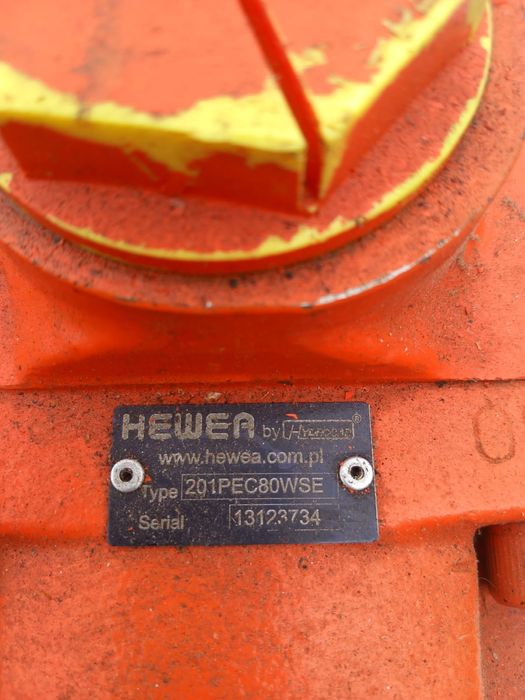 HEWEA by ®
www.hewea.com.pl
Type 201PEC80WSE
Serial 13123734